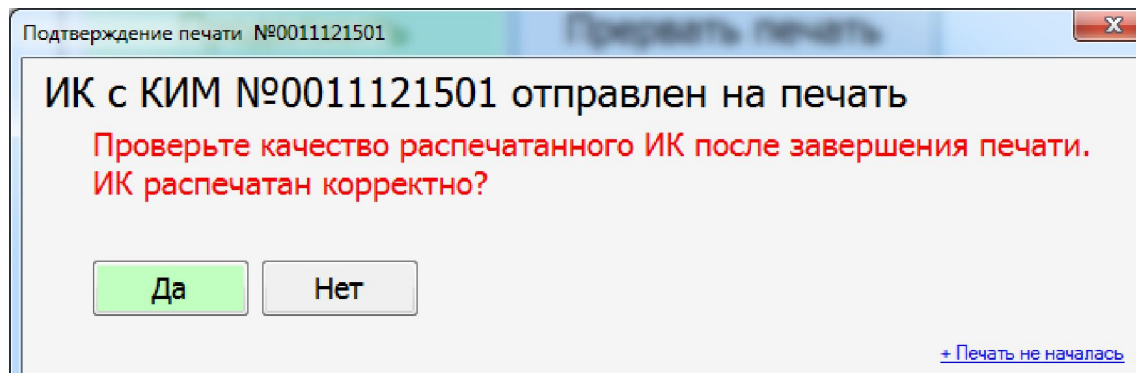 Прервать печать
Подтверждение печати №0011121501
ИК с КИМ №0011121501 отправлен на печать
Проверьте качество распечатанного ИК после завершения печати.
ИК распечатан корректно?
Да Нет
+ Печать не началась